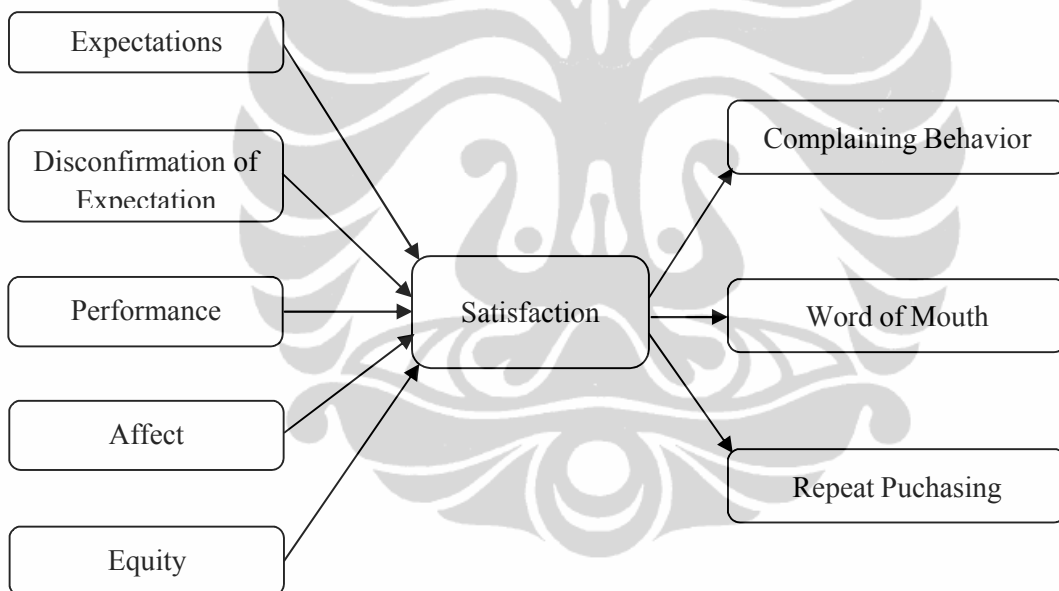 Expectations
Disconfirmation of
Expectation
Performance
Affect
Equity
Satisfaction
Complaining Behavior
Word of Mouth
Repeat Puchasing